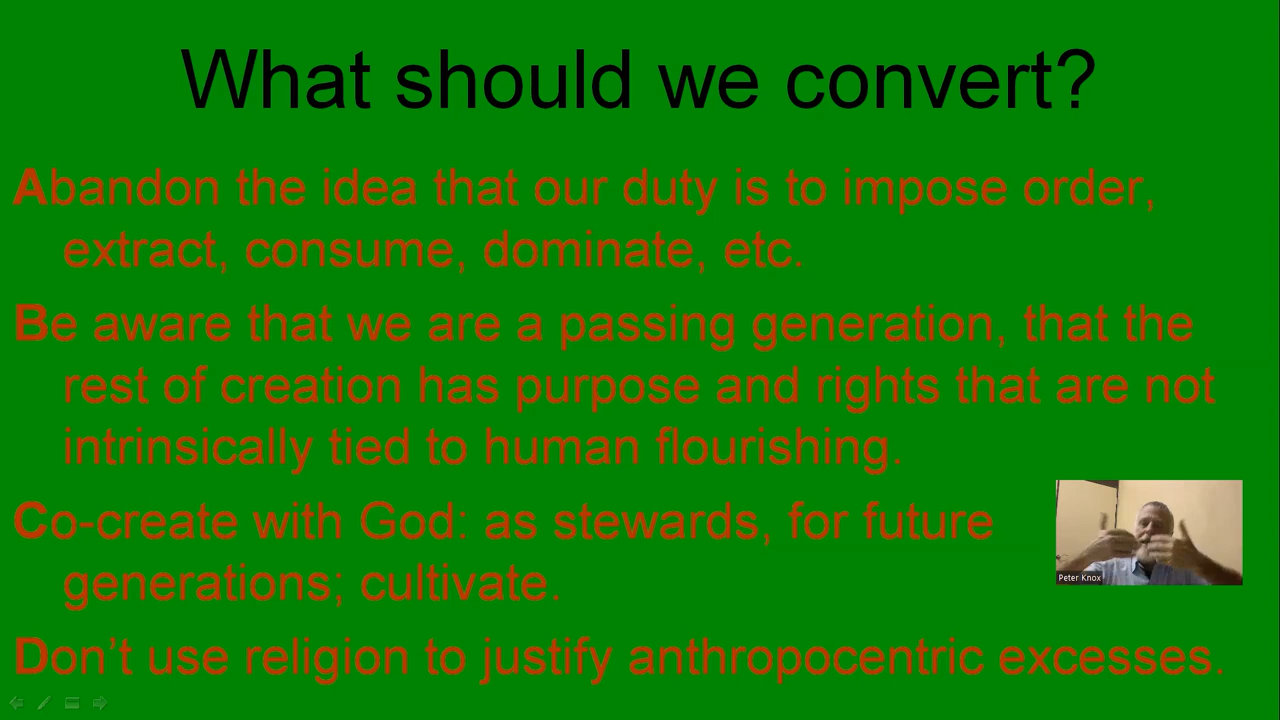 What should we convert?
Abandon the idea that our duty is to impose order,
extract, consume, dominate, etc.
Be aware that we are a passing generation, that the
rest of creation has purpose and rights that are not
intrinsically tied to human flourishing.
Co-create with God: as stewards, for future
generations; cultivate.
Peter Knox
Don’t use religion to justify anthropocentric excesses.